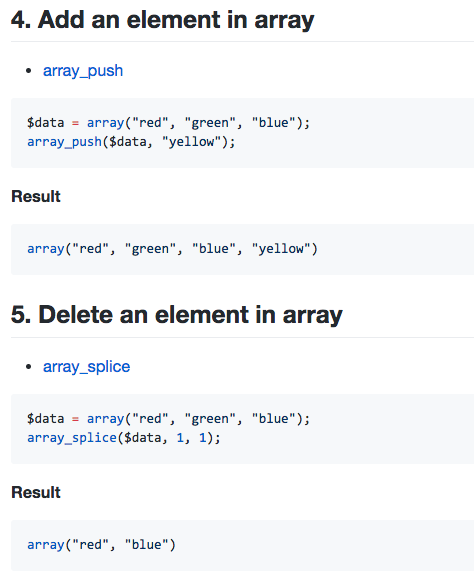 4. Add an element in array
• array_push
$data = array("red", "green", "blue");
array_push($data, "yellow");
Result
array("red", "green", "blue", "yellow")
5. Delete an element in array
• array_splice
$data = array("red", "green", "blue");
array_splice($data, 1, 1);
Result
array("red", "blue")